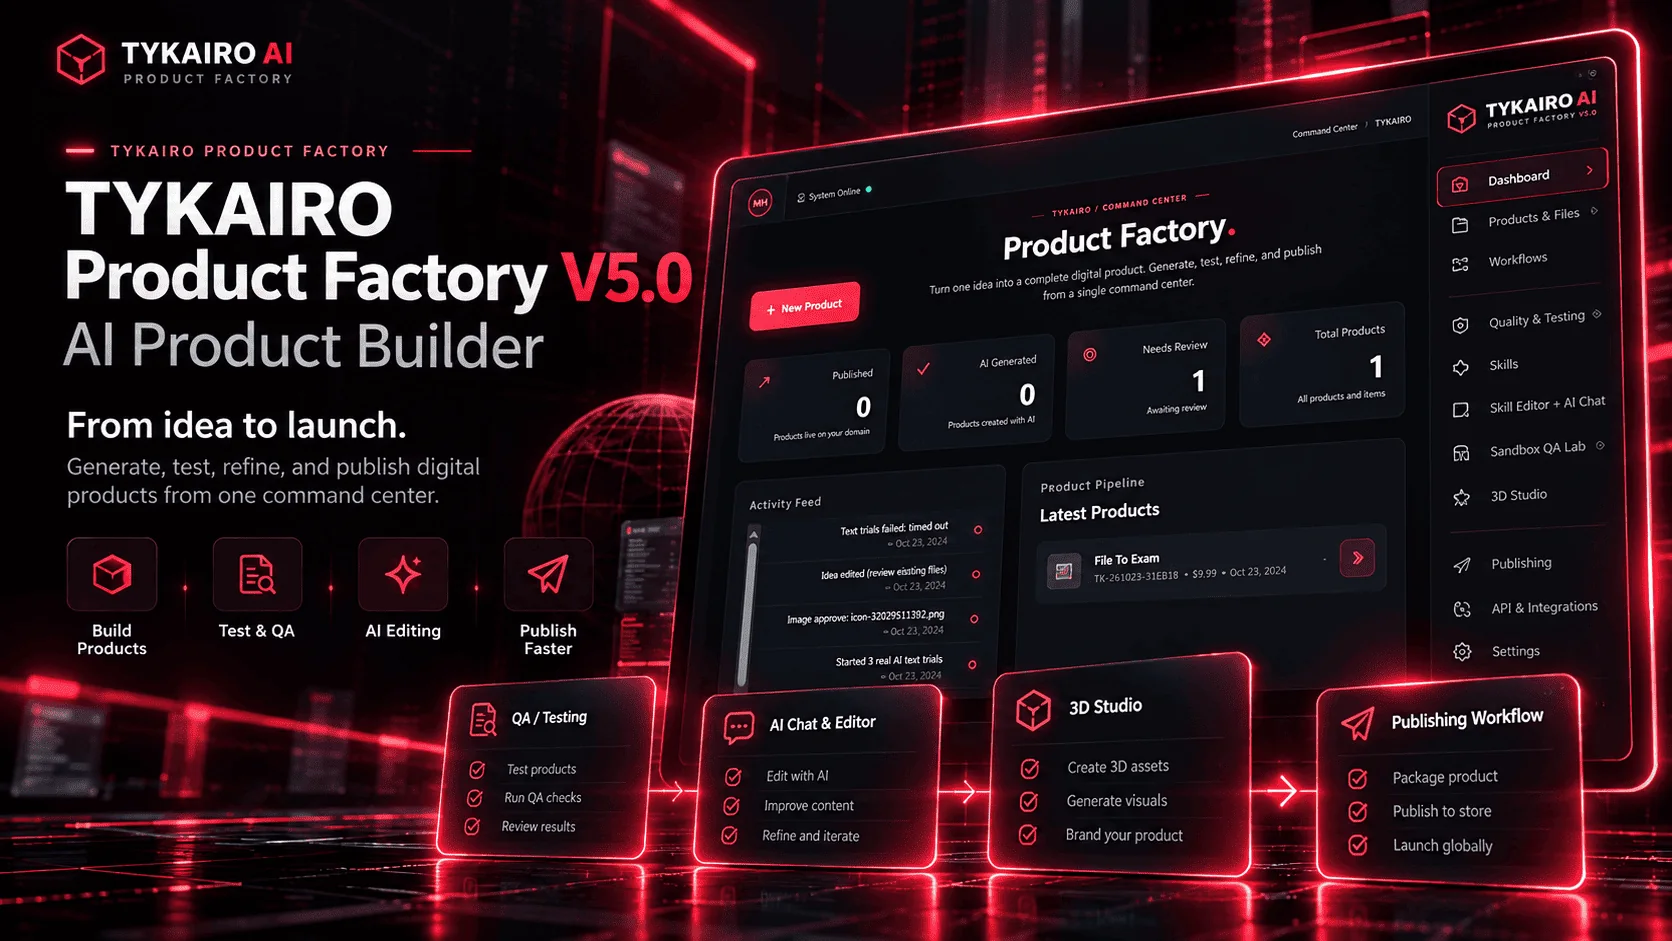 TYKAIRO AI
PRODUCT FACTORY
TYKAIRO PRODUCT FACTORY
TYKAIRO
Product Factory V5.0
AI Product Builder
From idea to launch.
Generate, test, refine, and publish digital
products from one command center.
Build
Products
Test & QA
AI Editing
Publish
Faster
MH
System Online
Command Center / TYKAIRO
TYKAIRO / COMMAND CENTER
Product Factory.
Turn one idea into a complete digital product. Generate, test, refine, and publish
from a single command center.
+ New Product
Published
0
Products live on your domain
AI Generated
0
Products created with AI
Needs Review
1
Awaiting review
Total Products
1
All products and items
Activity Feed
Text trials failed: timed out
Oct 23, 2024
Idea edited (review existing files)
Oct 23, 2024
Image approve: icon-32029511392.png
Oct 23, 2024
Started 3 real AI text trials
Oct 23, 2024
Product Pipeline
Latest Products
File To Exam
TK-261023-31EB18 • $9.99 • Oct 23, 2024
TYKAIRO AI
PRODUCT FACTORY V5.0
Dashboard
Products & Files
Workflows
Quality & Testing
Skills
Skill Editor + AI Chat
Sandbox QA Lab
3D Studio
Publishing
API & Integrations
Settings
QA / Testing
Test products
Run QA checks
Review results
AI Chat & Editor
Edit with AI
Improve content
Refine and iterate
3D Studio
Create 3D assets
Generate visuals
Brand your product
Publishing Workflow
Package product
Publish to store
Launch globally